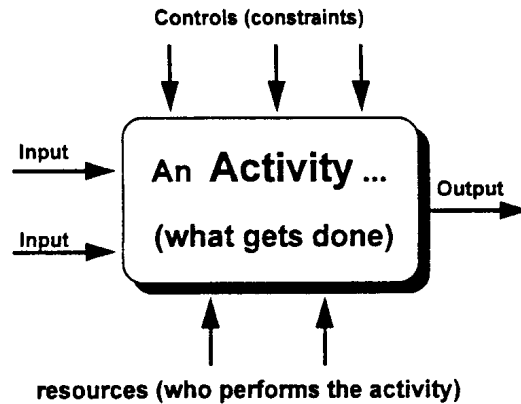 Controls (constraints)
Input
An Activity ...
Output
Input
(what gets done)
resources (who performs the activity)